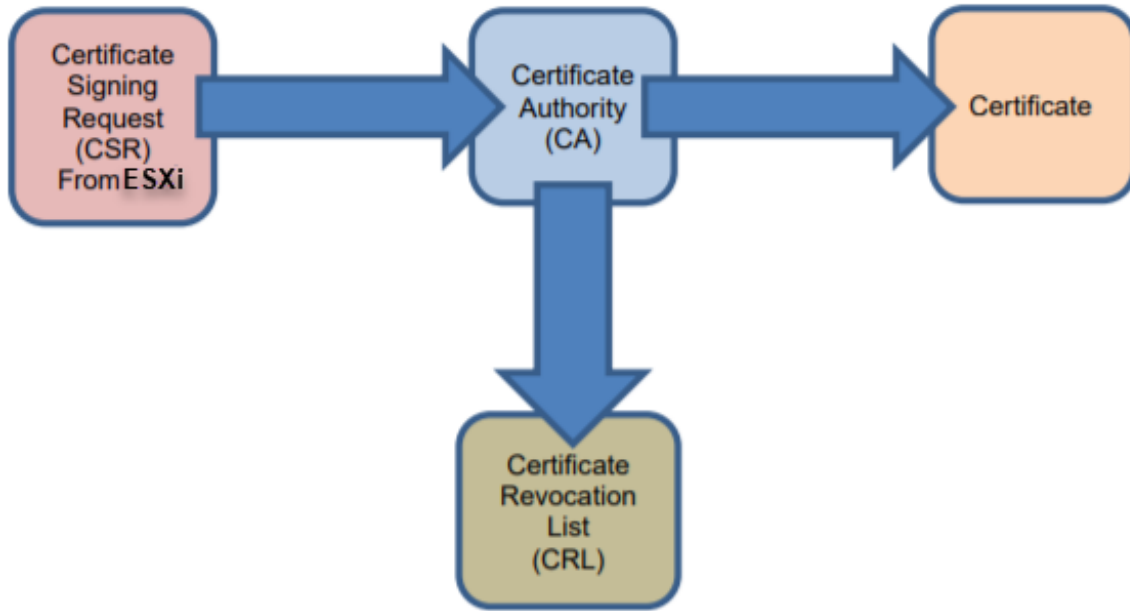 Certificate
Signing
Request
(CSR)
From ESXi
Certificate
Authority
(CA)
Certificate
Certificate
Revocation
List
(CRL)